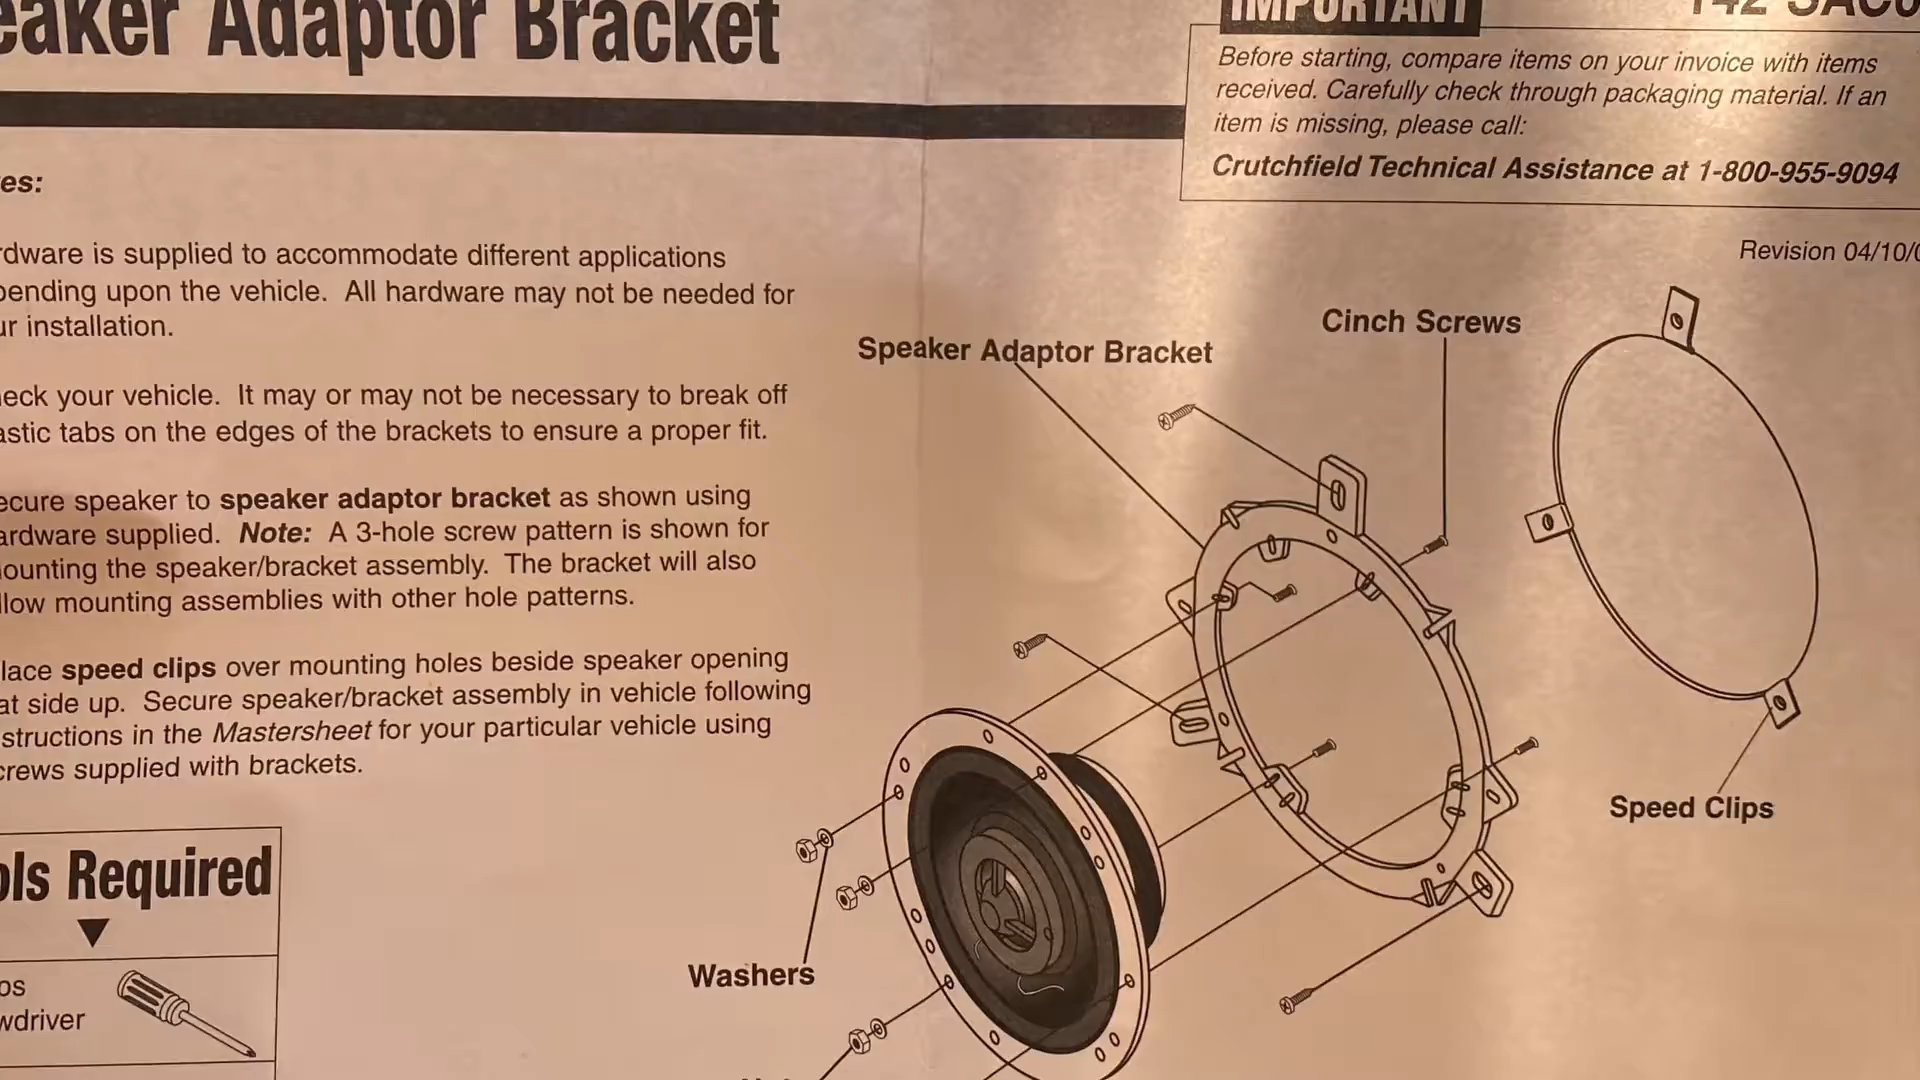 Adaptor Bracket
IMPORTANT
Before starting, compare items on your invoice with items
received. Carefully check through packaging material. If an
item is missing, please call:
Crutchfield Technical Assistance at 1-800-955-9094
es:
Revision 04/10/0
rdware is supplied to accommodate different applications
pending upon the vehicle. All hardware may not be needed for
ur installation.
eck your vehicle. It may or may not be necessary to break off
astic tabs on the edges of the brackets to ensure a proper fit.
ecure speaker to speaker adaptor bracket as shown using
ardware supplied. Note: A 3-hole screw pattern is shown for
ounting the speaker/bracket assembly. The bracket will also
llow mounting assemblies with other hole patterns.
lace speed clips over mounting holes beside speaker opening
at side up. Secure speaker/bracket assembly in vehicle following
structions in the Mastersheet for your particular vehicle using
crews supplied with brackets.
Cinch Screws
Speaker Adaptor Bracket
Speed Clips
Washers
ols Required
ps
wdriver